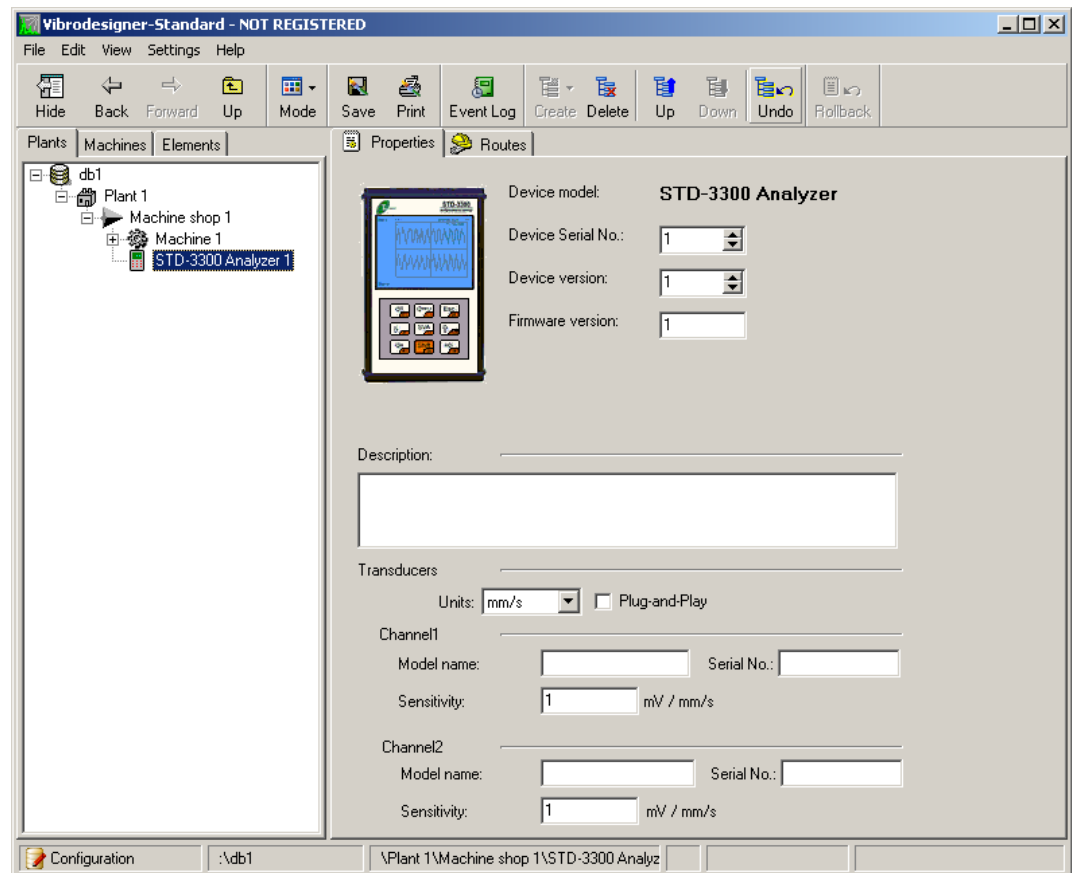 Vibrodesigner-Standard - NOT REGISTERED
File Edit View Settings Help
Hide Back Forward Up Mode Save Print Event Log Create Delete Up Down Undo Rollback
Plants Machines Elements
Properties Routes
db1
Plant 1
Machine shop 1
Machine 1
STD-3300 Analyzer 1
STD-3300
Device model: STD-3300 Analyzer
Device Serial No.: 1
Device version: 1
Firmware version: 1
Description:
Transducers
Units: mm/s Plug-and-Play
Channel1
Model name: Serial No.:
Sensitivity: 1 mV / mm/s
Channel2
Model name: Serial No.:
Sensitivity: 1 mV / mm/s
Configuration :\db1 \Plant 1\Machine shop 1\STD-3300 Analyz